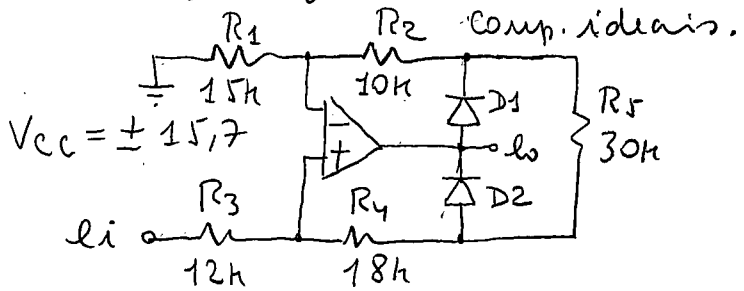 comp. ideais.
R1
R2
15k
10k
D1
R5
30k
VCC = ± 15,7
eo
D2
R3
R4
ei
12k
18k